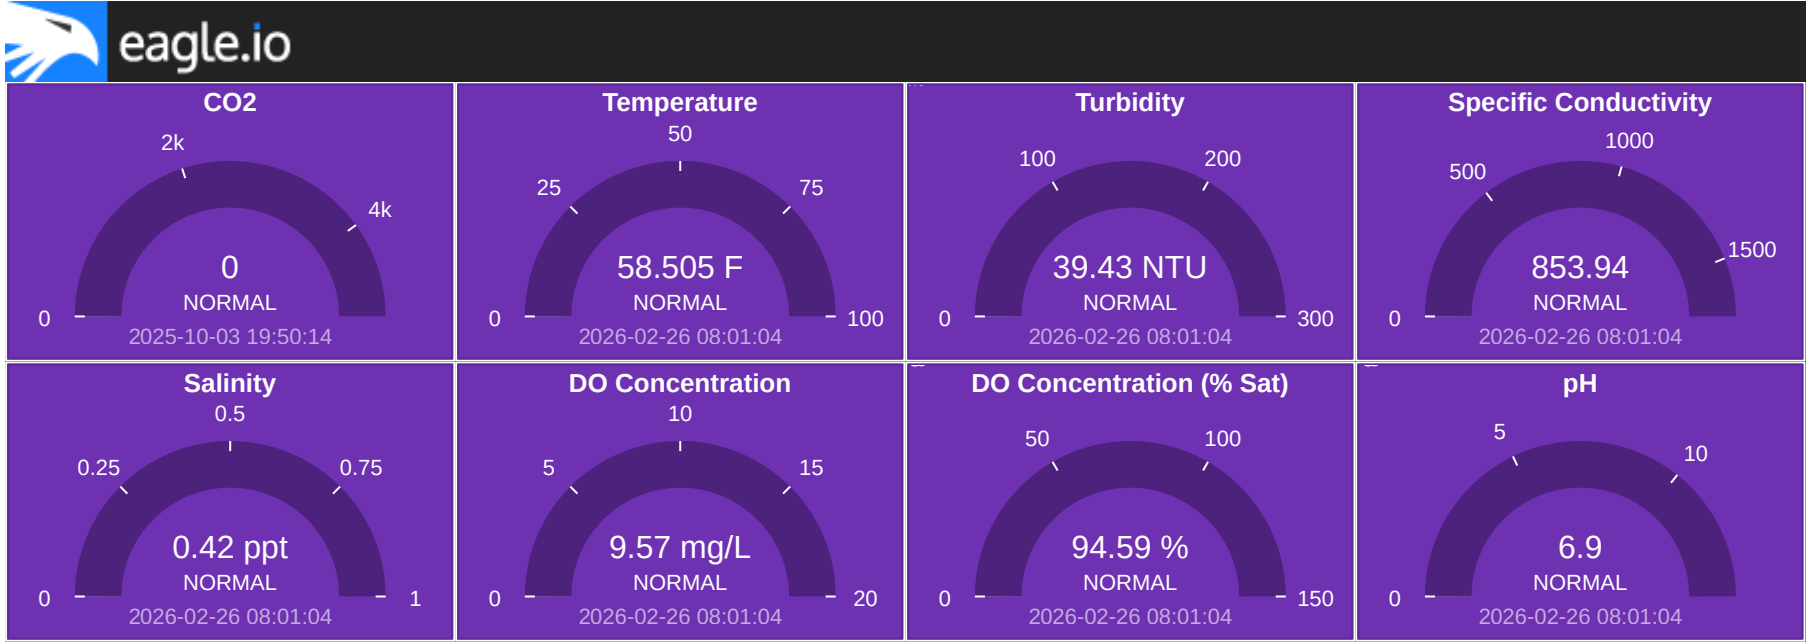 eagle.io
CO2
2k
4k
0
0
NORMAL
2025-10-03 19:50:14
Temperature
50
25
75
58.505 F
NORMAL
0
100
2026-02-26 08:01:04
Turbidity
100
200
39.43 NTU
NORMAL
0
300
2026-02-26 08:01:04
Specific Conductivity
1000
500
1500
853.94
NORMAL
0
2026-02-26 08:01:04
Salinity
0.5
0.25
0.75
0.42 ppt
NORMAL
0
1
2026-02-26 08:01:04
DO Concentration
10
5
15
9.57 mg/L
NORMAL
0
20
2026-02-26 08:01:04
DO Concentration (% Sat)
50
100
94.59 %
NORMAL
0
150
2026-02-26 08:01:04
pH
5
10
6.9
NORMAL
0
2026-02-26 08:01:04